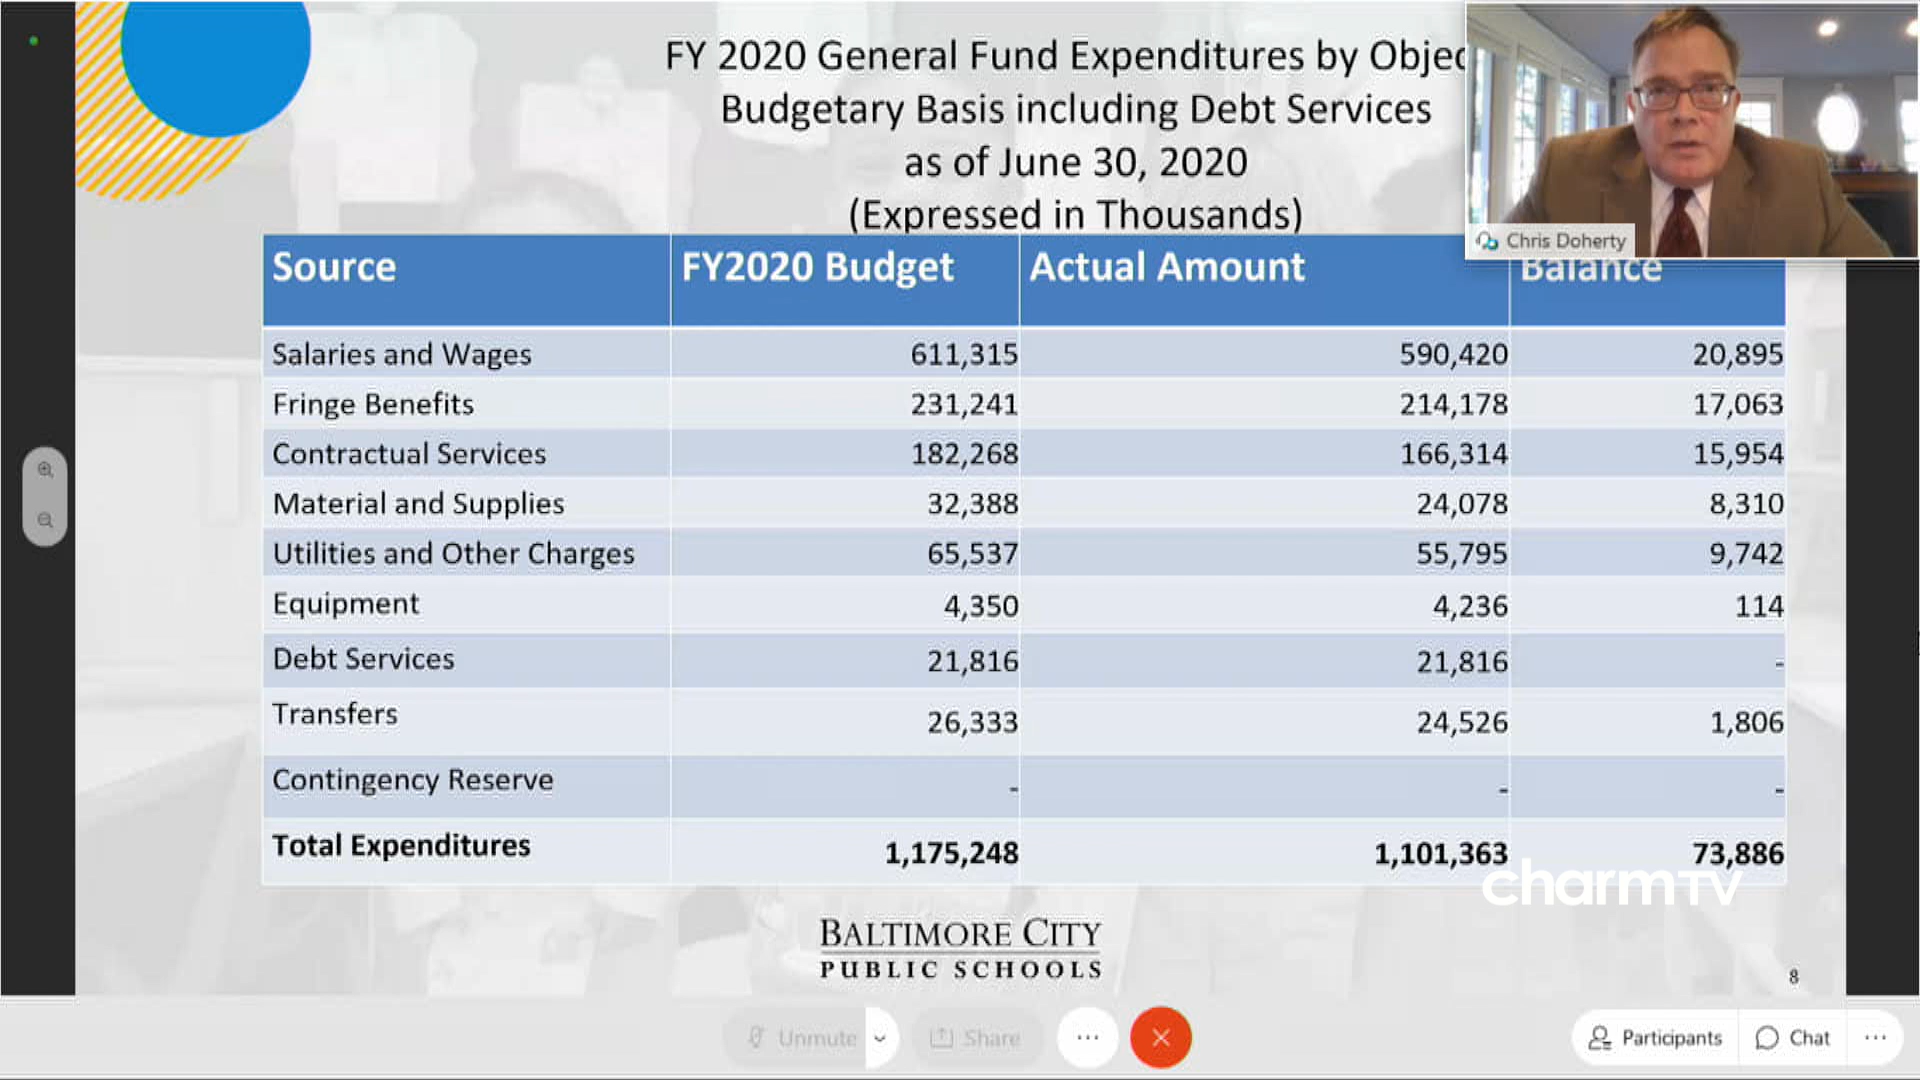 FY 2020 General Fund Expenditures by Objec
Budgetary Basis including Debt Services
as of June 30, 2020
(Expressed in Thousands)
Chris Doherty
Source FY2020 Budget Actual Amount Balance
Salaries and Wages 611,315 590,420 20,895
Fringe Benefits 231,241 214,178 17,063
Contractual Services 182,268 166,314 15,954
Material and Supplies 32,388 24,078 8,310
Utilities and Other Charges 65,537 55,795 9,742
Equipment 4,350 4,236 114
Debt Services 21,816 21,816 -
Transfers 26,333 24,526 1,806
Contingency Reserve - - -
Total Expenditures 1,175,248 1,101,363 73,886
charmTV
BALTIMORE CITY
PUBLIC SCHOOLS
8
Unmute Share Participants Chat